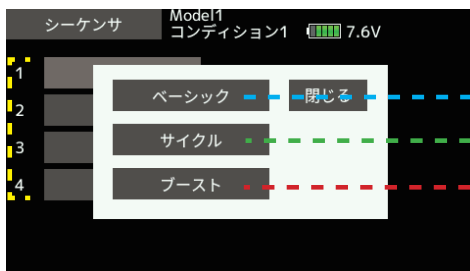 シーケンサ
Model1
コンディション1 7.6V
1
ベーシック 閉じる
2
サイクル
3
ブースト
4